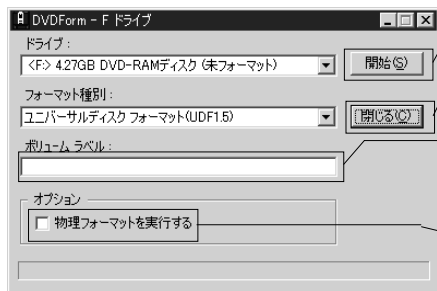 DVDForm - F ドライブ
ドライブ:
<F:> 4.27GB DVD-RAMディスク (未フォーマット)
開始(S)
フォーマット種別:
ユニバーサルディスク フォーマット(UDF1.5)
閉じる(C)
ボリューム ラベル:
オプション
物理フォーマットを実行する